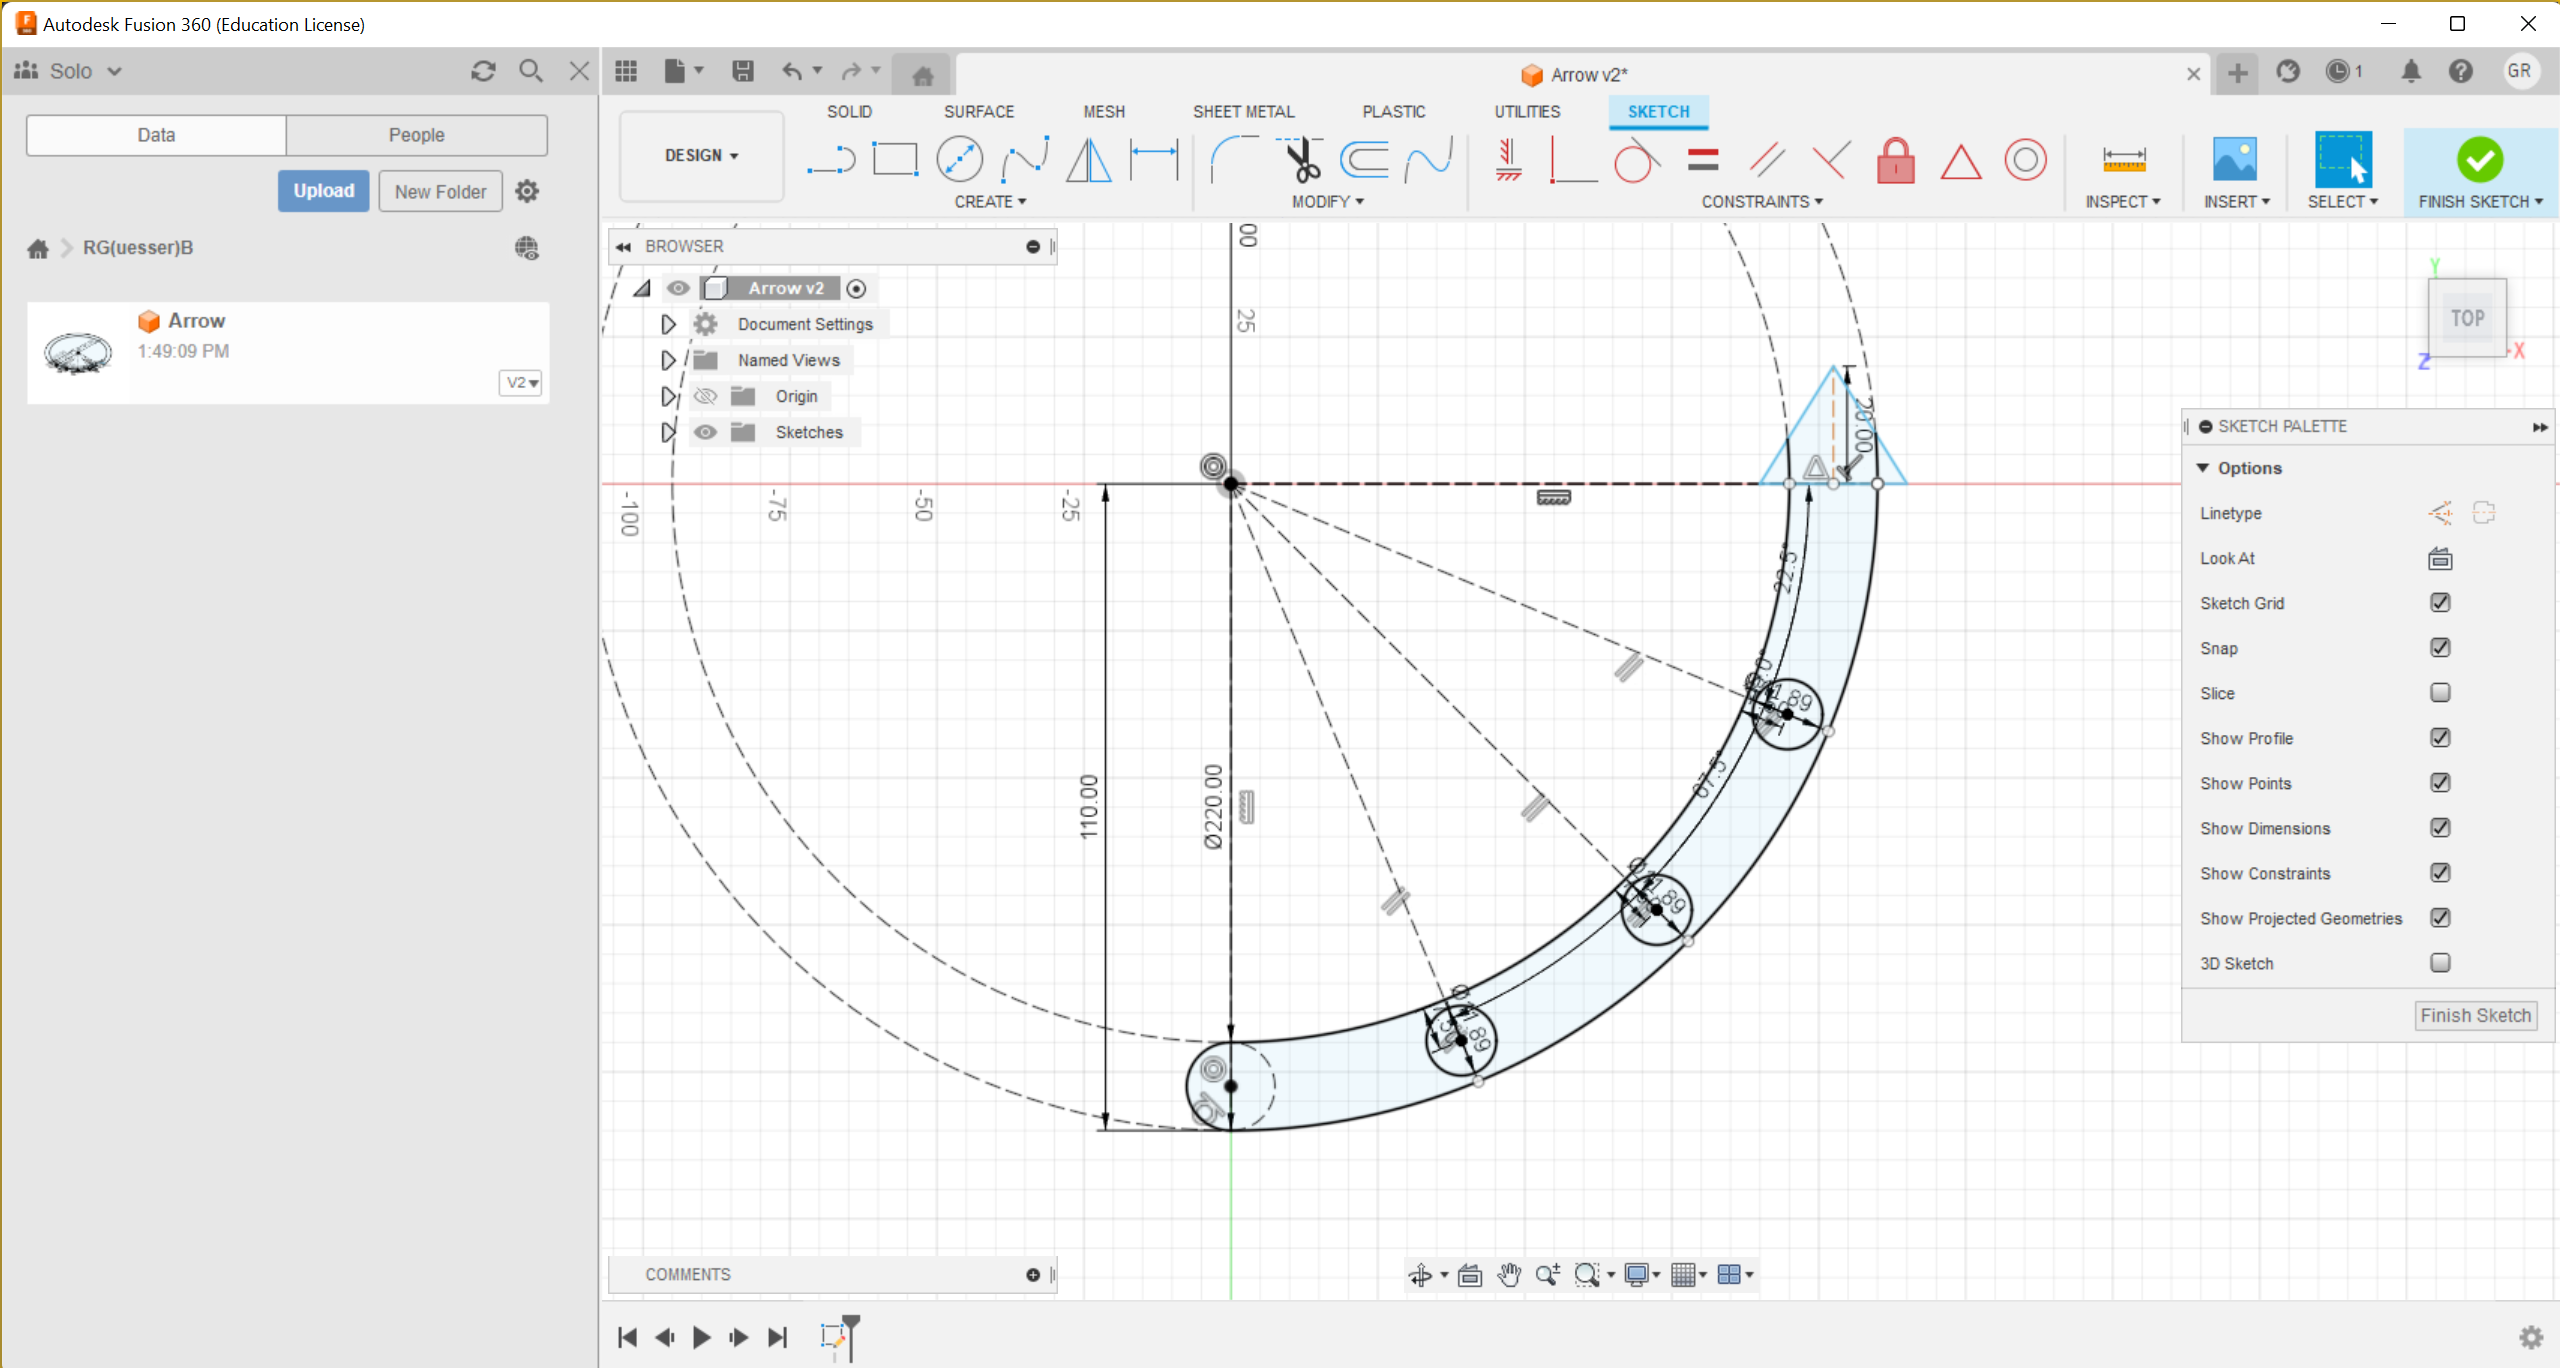 Autodesk Fusion 360 (Education License)
Solo
Arrow v2*
1
GR
Data
People
Upload
New Folder
RG(uesser)B
Arrow
1:49:09 PM
V2
DESIGN
SOLID
SURFACE
MESH
SHEET METAL
PLASTIC
UTILITIES
SKETCH
CREATE
MODIFY
CONSTRAINTS
INSPECT
INSERT
SELECT
FINISH SKETCH
BROWSER
Arrow v2
Document Settings
Named Views
Origin
Sketches
00
25
-100
-75
-50
-25
20.00
22.5°
67.5°
110.00
Ø220.00
Ø11.89
Ø11.89
TOP
Y
X
Z
SKETCH PALETTE
Options
Linetype
Look At
Sketch Grid
Snap
Slice
Show Profile
Show Points
Show Dimensions
Show Constraints
Show Projected Geometries
3D Sketch
Finish Sketch
COMMENTS